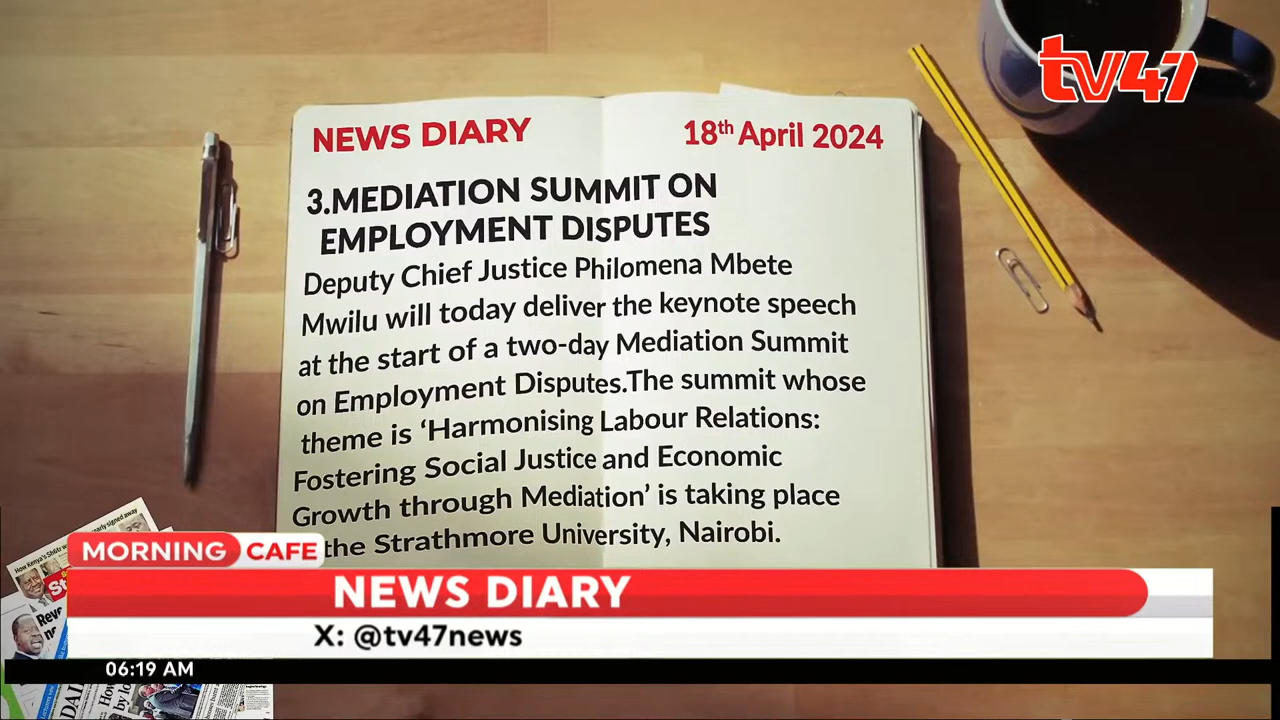 tv47
NEWS DIARY
18th April 2024
3.MEDIATION SUMMIT ON
EMPLOYMENT DISPUTES
Deputy Chief Justice Philomena Mbete
Mwilu will today deliver the keynote speech
at the start of a two-day Mediation Summit
on Employment Disputes.The summit whose
theme is ‘Harmonising Labour Relations:
Fostering Social Justice and Economic
Growth through Mediation’ is taking place
the Strathmore University, Nairobi.
MORNING CAFE
NEWS DIARY
X: @tv47news
06:19 AM